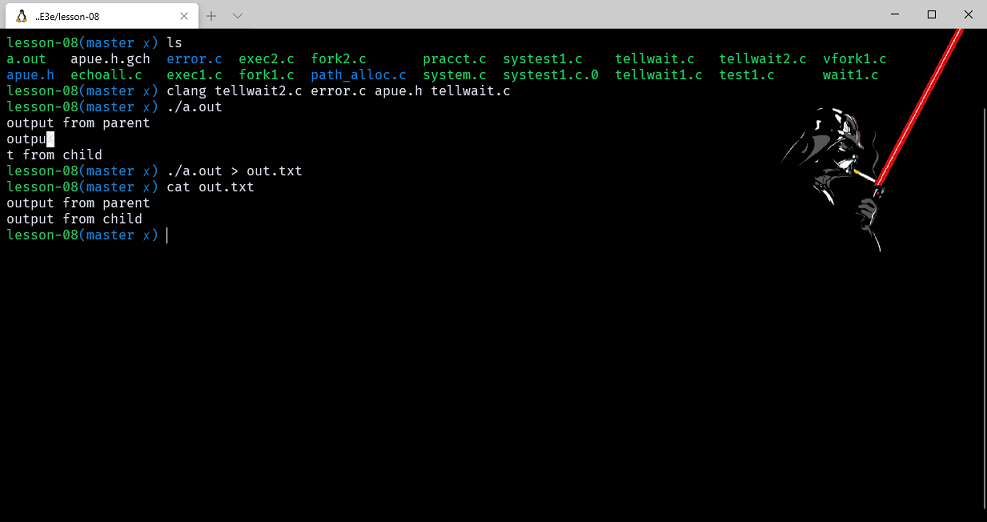 ..E3e/lesson-08
lesson-08(master x) ls
a.out apue.h.gch error.c exec2.c fork2.c pracct.c systest1.c tellwait.c tellwait2.c vfork1.c
apue.h echoall.c exec1.c fork1.c path_alloc.c system.c systest1.c.0 tellwait1.c test1.c wait1.c
lesson-08(master x) clang tellwait2.c error.c apue.h tellwait.c
lesson-08(master x) ./a.out
output from parent
outpu
t from child
lesson-08(master x) ./a.out > out.txt
lesson-08(master x) cat out.txt
output from parent
output from child
lesson-08(master x)